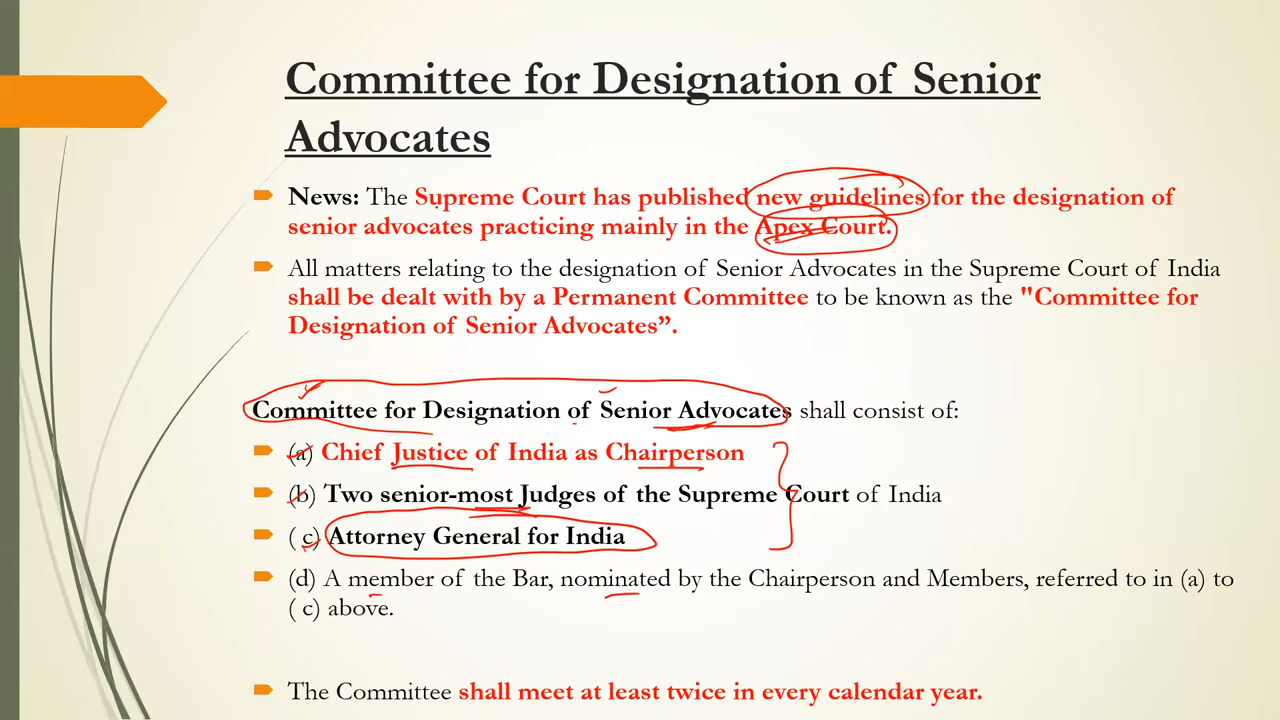 Committee for Designation of Senior
Advocates
News: The Supreme Court has published new guidelines for the designation of
senior advocates practicing mainly in the Apex Court.
All matters relating to the designation of Senior Advocates in the Supreme Court of India
shall be dealt with by a Permanent Committee to be known as the "Committee for
Designation of Senior Advocates”.
Committee for Designation of Senior Advocates shall consist of:
(a) Chief Justice of India as Chairperson
(b) Two senior-most Judges of the Supreme Court of India
( c) Attorney General for India
(d) A member of the Bar, nominated by the Chairperson and Members, referred to in (a) to
( c) above.
The Committee shall meet at least twice in every calendar year.